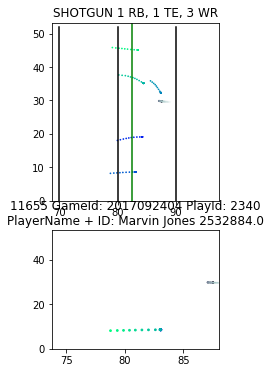 SHOTGUN 1 RB, 1 TE, 3 WR
50
40
30
20
10
0
70 80 90
11655 GameId: 2017092404 PlayId: 2340
PlayerName + ID: Marvin Jones 2532884.0
40
20
0
75 80 85